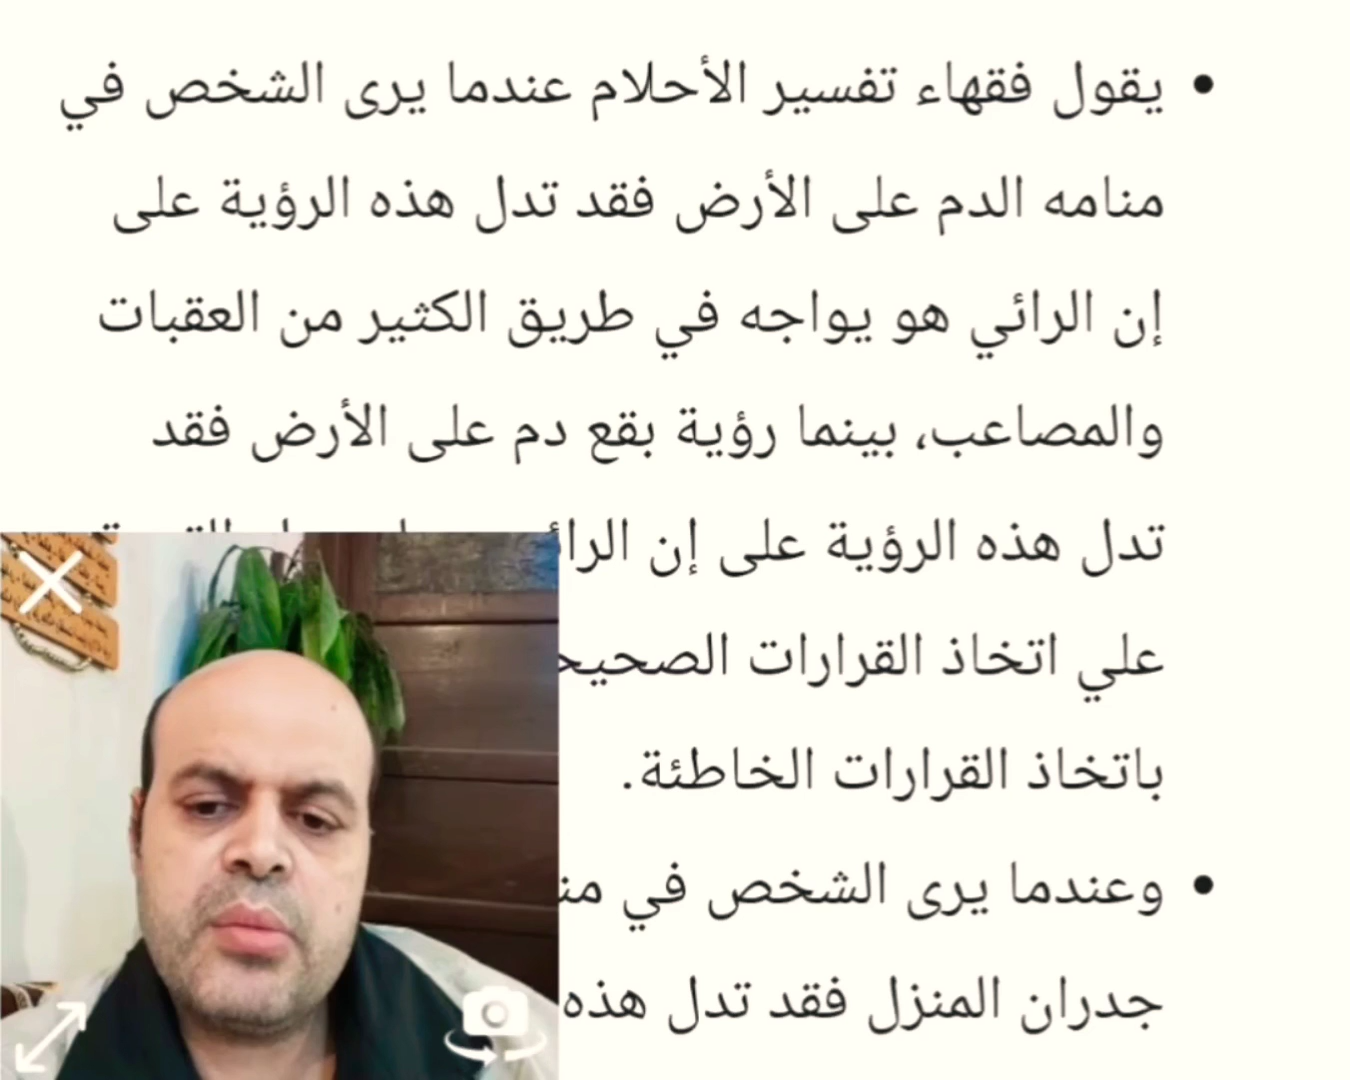 • يقول فقهاء تفسير الأحلام عندما يرى الشخص في
منامه الدم على الأرض فقد تدل هذه الرؤية على
إن الرائي هو يواجه في طريق الكثير من العقبات
والمصاعب، بينما رؤية بقع دم على الأرض فقد
تدل هذه الرؤية على إن
علي اتخاذ القرارات
باتخاذ القرارات الخاطئة.
• وعندما يرى الشخص في
جدران المنزل فقد تدل هذه